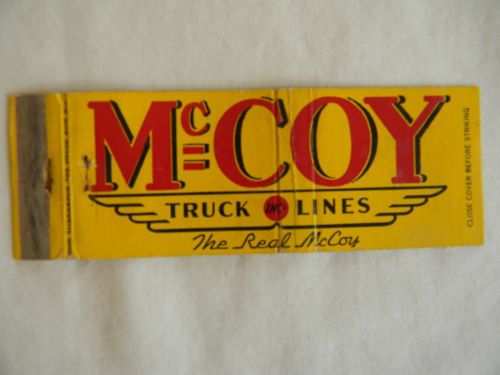 McCOY
TRUCK INC. LINES
The Real McCoy
CLOSE COVER BEFORE STRIKING